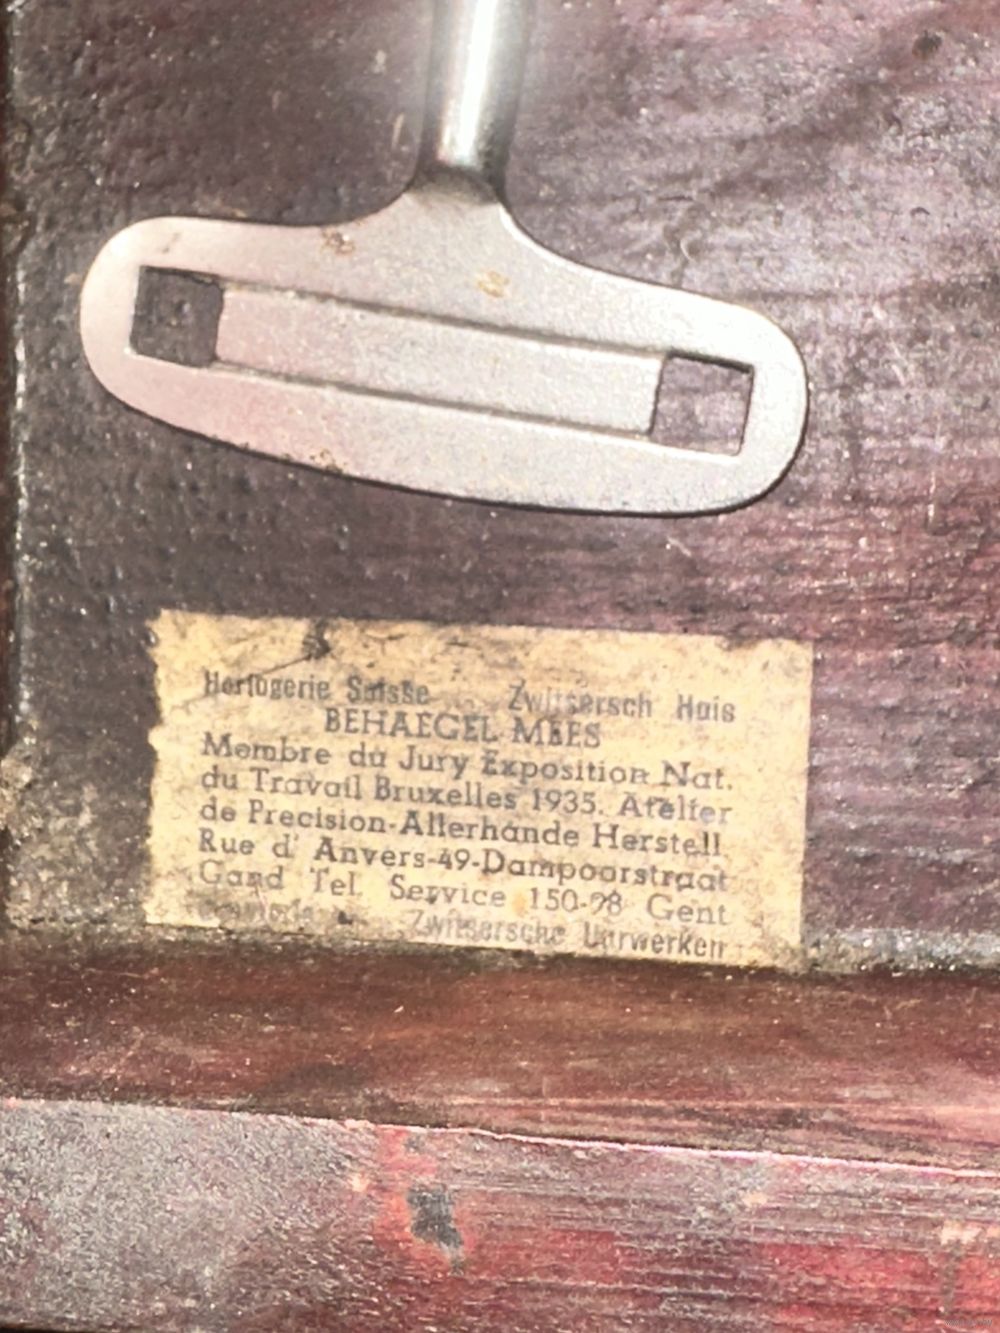 Horlogerie Suisse Zwitsersch Huis
BEHAEGEL MEES
Membre du Jury Exposition Nat.
du Travail Bruxelles 1935. Atelier
de Precision-Allerhande Herstell.
Rue d' Anvers-49-Dampoorstraat
Gand Tel. Service 150-98 Gent
Zwitsersche Uurwerken